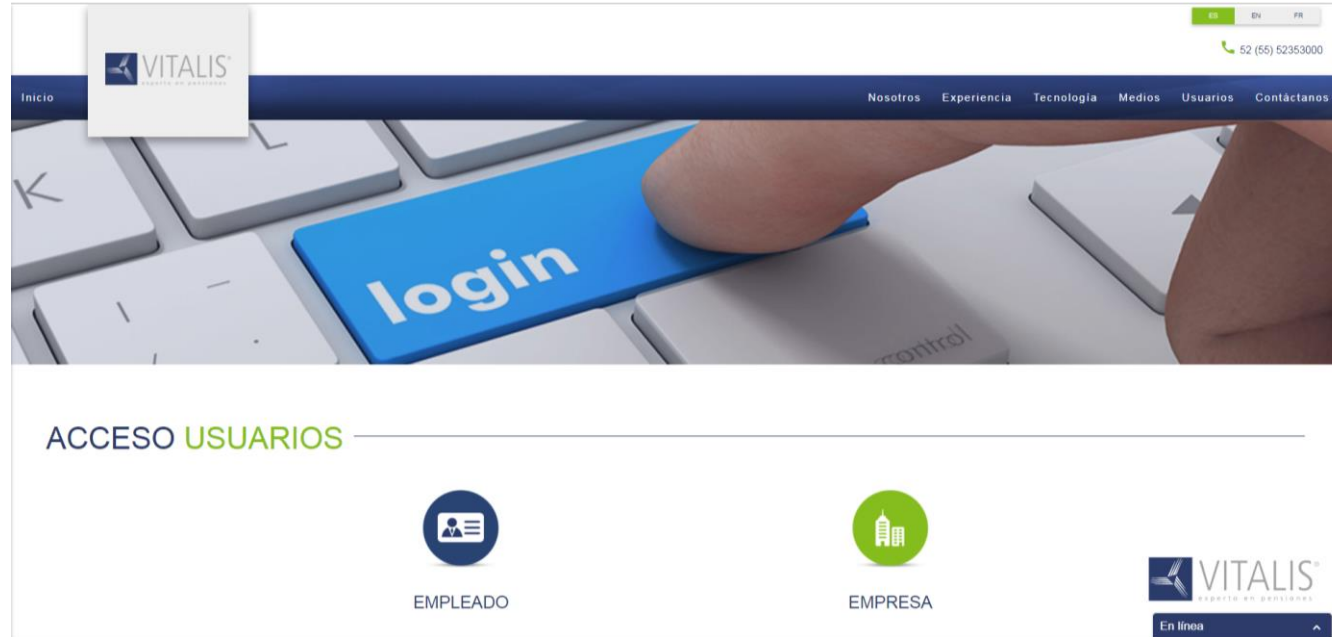 ES EN FR
52 (55) 52353000
VITALIS®
experto en pensiones
Inicio Nosotros Experiencia Tecnología Medios Usuarios Contáctanos
K
L
login
control
ACCESO USUARIOS
EMPLEADO EMPRESA
VITALIS®
experto en pensiones
En línea